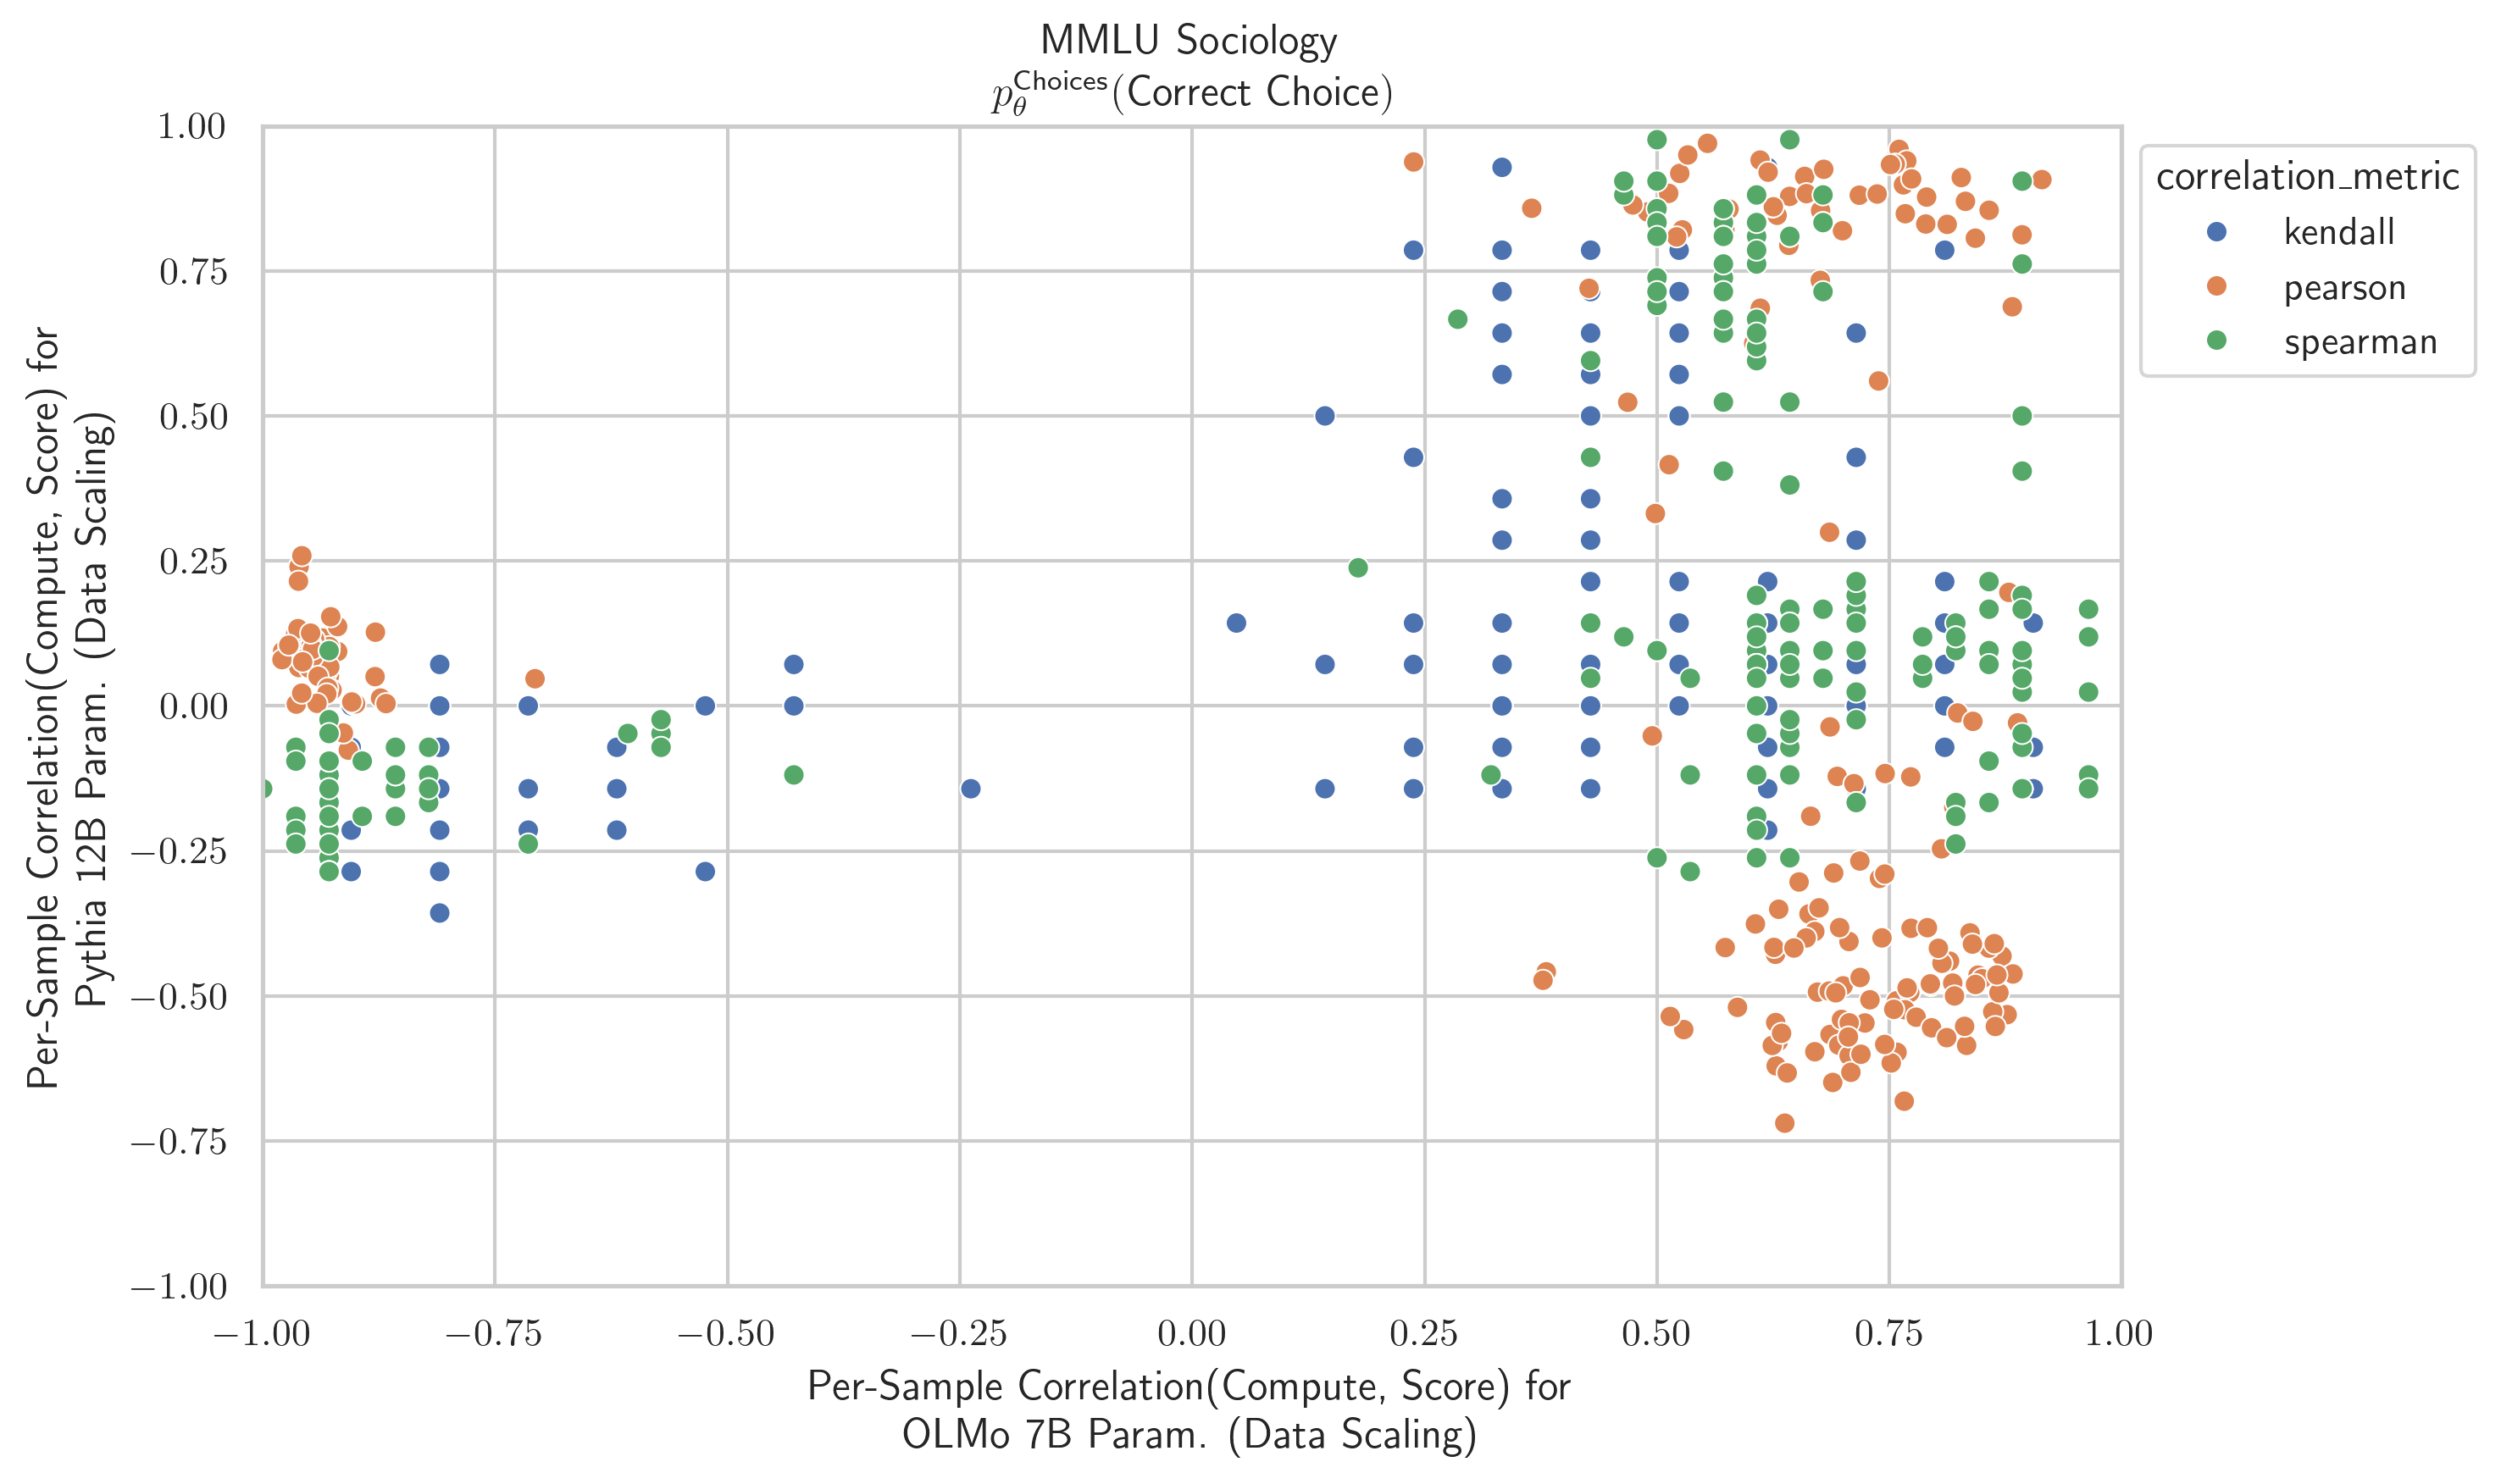 MMLU Sociology
p_θ^Choices(Correct Choice)
1.00
0.75
0.50
0.25
0.00
−0.25
−0.50
−0.75
−1.00
Per-Sample Correlation(Compute, Score) for
Pythia 12B Param. (Data Scaling)
−1.00 −0.75 −0.50 −0.25 0.00 0.25 0.50 0.75 1.00
Per-Sample Correlation(Compute, Score) for
OLMo 7B Param. (Data Scaling)
correlation_metric
kendall
pearson
spearman